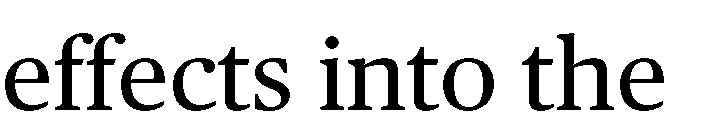 effects into the